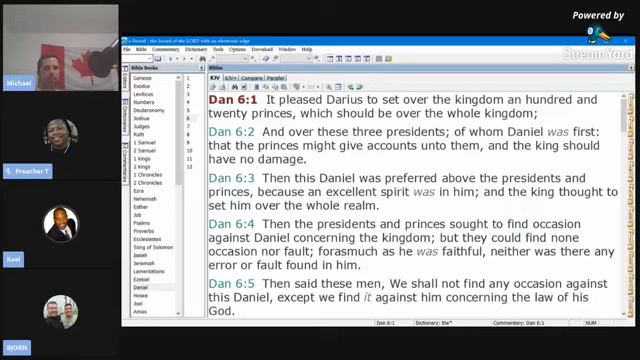 Powered by
StreamYard
e-Sword - the Sword of the LORD with an electronic edge
File Edit Bible Commentary Dictionary Tools Options Download Window Help
Bible Books
Bibles
KJV KJV+ Compare Parallel
Genesis
Exodus
Leviticus
Numbers
Deuteronomy
Joshua
Judges
Ruth
1 Samuel
2 Samuel
1 Kings
2 Kings
1 Chronicles
2 Chronicles
Ezra
Nehemiah
Esther
Job
Psalms
Proverbs
Ecclesiastes
Song of Solomon
Isaiah
Jeremiah
Lamentations
Ezekiel
Daniel
Hosea
Joel
Amos
1
2
3
4
5
6
7
8
9
10
11
12
Dan 6:1 It pleased Darius to set over the kingdom an hundred and
twenty princes, which should be over the whole kingdom;
Dan 6:2 And over these three presidents; of whom Daniel was first:
that the princes might give accounts unto them, and the king should
have no damage.
Dan 6:3 Then this Daniel was preferred above the presidents and
princes, because an excellent spirit was in him; and the king thought to
set him over the whole realm.
Dan 6:4 Then the presidents and princes sought to find occasion
against Daniel concerning the kingdom; but they could find none
occasion nor fault; forasmuch as he was faithful, neither was there any
error or fault found in him.
Dan 6:5 Then said these men, We shall not find any occasion against
this Daniel, except we find it against him concerning the law of his
God.
Dan 6:1 Dictionary: the* Commentary: Dan 6:1 NUM
Michael
Preacher T
Kael
BJORN